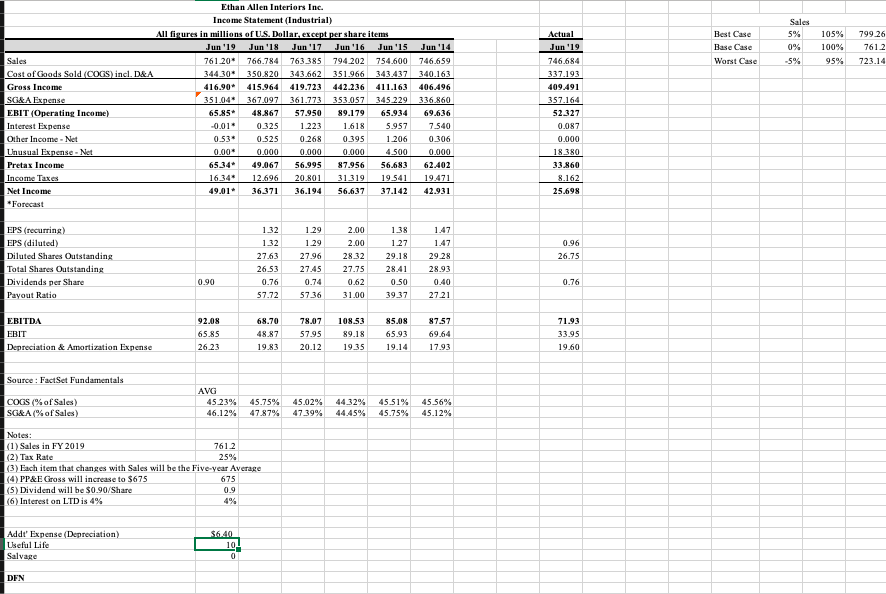 Ethan Allen Interiors Inc.
Income Statement (Industrial) Sales
All figures in millions of U.S. Dollar, except per share items Actual Best Case 5% 105% 799.26
Jun '19 Jun '18 Jun '17 Jun '16 Jun '15 Jun '14 Jun '19 Base Case 0% 100% 761.2
Sales 761.20* 766.784 763.385 794.202 754.600 746.659 746.684 Worst Case -5% 95% 723.14
Cost of Goods Sold (COGS) incl. D&A 344.30* 350.820 343.662 351.966 343.437 340.163 337.193
Gross Income 416.90* 415.964 419.723 442.236 411.163 406.496 409.491
SG&A Expense 351.04* 367.097 361.773 353.057 345.229 336.860 357.164
EBIT (Operating Income) 65.85* 48.867 57.950 89.179 65.934 69.636 52.327
Interest Expense -0.01* 0.325 1.223 1.618 5.957 7.540 0.087
Other Income - Net 0.53* 0.525 0.268 0.395 1.206 0.306 0.000
Unusual Expense - Net 0.00* 0.000 0.000 0.000 4.500 0.000 18.380
Pretax Income 65.34* 49.067 56.995 87.956 56.683 62.402 33.860
Income Taxes 16.34* 12.696 20.801 31.319 19.541 19.471 8.162
Net Income 49.01* 36.371 36.194 56.637 37.142 42.931 25.698
*Forecast
EPS (recurring) 1.32 1.29 2.00 1.38 1.47
EPS (diluted) 1.32 1.29 2.00 1.27 1.47 0.96
Diluted Shares Outstanding 27.63 27.96 28.32 29.18 29.28 26.75
Total Shares Outstanding 26.53 27.45 27.75 28.41 28.93
Dividends per Share 0.90 0.76 0.74 0.62 0.50 0.40 0.76
Payout Ratio 57.72 57.36 31.00 39.37 27.21
EBITDA 92.08 68.70 78.07 108.53 85.08 87.57 71.93
EBIT 65.85 48.87 57.95 89.18 65.93 69.64 33.95
Depreciation & Amortization Expense 26.23 19.83 20.12 19.35 19.14 17.93 19.60
Source : FactSet Fundamentals
AVG
COGS (% of Sales) 45.23% 45.75% 45.02% 44.32% 45.51% 45.56%
SG&A (% of Sales) 46.12% 47.87% 47.39% 44.45% 45.75% 45.12%
Notes:
(1) Sales in FY 2019 761.2
(2) Tax Rate 25%
(3) Each item that changes with Sales will be the Five-year Average
(4) PP&E Gross will increase to $675 675
(5) Dividend will be $0.90/Share 0.9
(6) Interest on LTD is 4% 4%
Addt' Expense (Depreciation) $6.40
Useful Life 10
Salvage 0
DFN